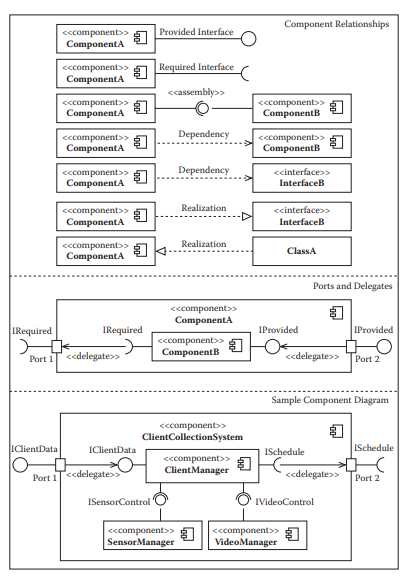 Component Relationships
<<component>>
ComponentA
Provided Interface
<<component>>
ComponentA
Required Interface
<<component>>
ComponentA
<<assembly>>
<<component>>
ComponentB
<<component>>
ComponentA
Dependency
<<component>>
ComponentB
<<component>>
ComponentA
Dependency
<<interface>>
InterfaceB
<<component>>
ComponentA
Realization
<<interface>>
InterfaceB
<<component>>
ComponentA
Realization
ClassA
Ports and Delegates
<<component>>
ComponentA
IRequired
IRequired
<<component>>
ComponentB
IProvided
IProvided
Port 1
<<delegate>>
<<delegate>>
Port 2
Sample Component Diagram
<<component>>
ClientCollectionSystem
IClientData
IClientData
<<component>>
ClientManager
ISchedule
ISchedule
Port 1
<<delegate>>
<<delegate>>
Port 2
ISensorControl
IVideoControl
<<component>>
SensorManager
<<component>>
VideoManager